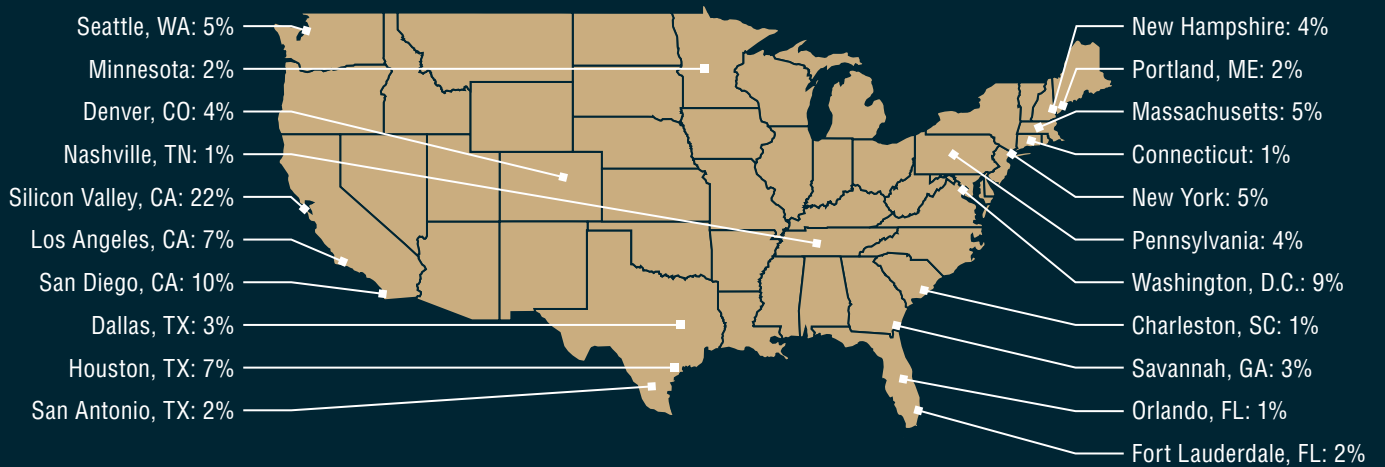 Seattle, WA: 5%
Minnesota: 2%
Denver, CO: 4%
Nashville, TN: 1%
Silicon Valley, CA: 22%
Los Angeles, CA: 7%
San Diego, CA: 10%
Dallas, TX: 3%
Houston, TX: 7%
San Antonio, TX: 2%
New Hampshire: 4%
Portland, ME: 2%
Massachusetts: 5%
Connecticut: 1%
New York: 5%
Pennsylvania: 4%
Washington, D.C.: 9%
Charleston, SC: 1%
Savannah, GA: 3%
Orlando, FL: 1%
Fort Lauderdale, FL: 2%